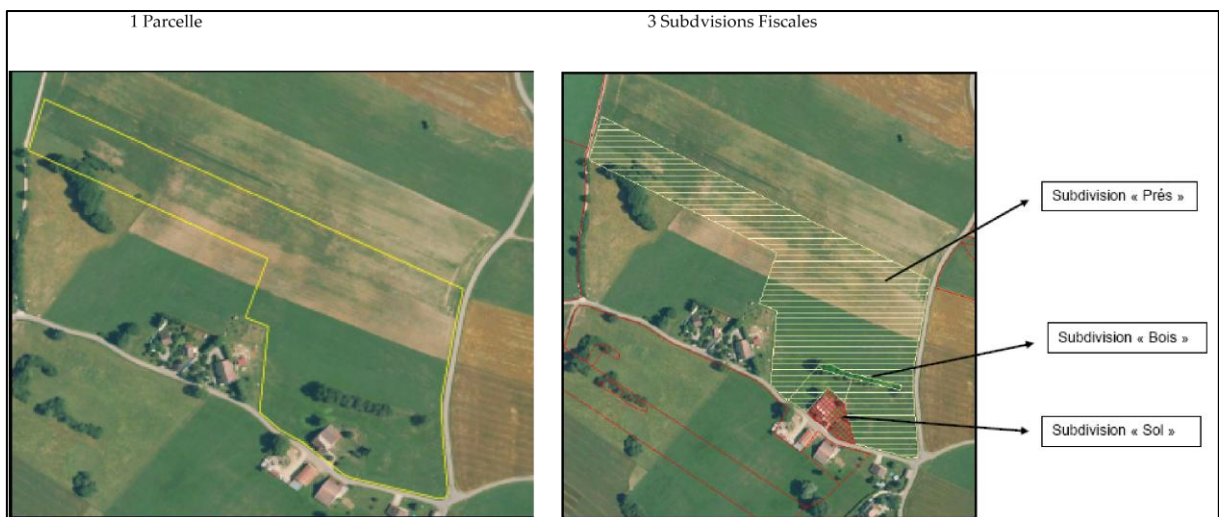 1 Parcelle
3 Subdvisions Fiscales
Subdivision « Prés »
Subdivision « Bois »
Subdivision « Sol »